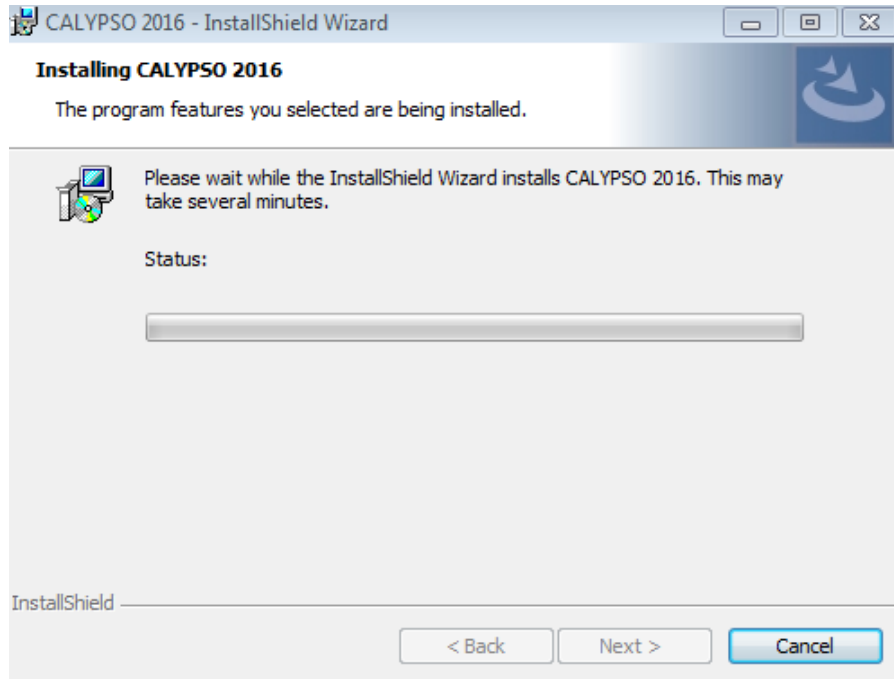 CALYPSO 2016 - InstallShield Wizard
Installing CALYPSO 2016
The program features you selected are being installed.
Please wait while the InstallShield Wizard installs CALYPSO 2016. This may
take several minutes.
Status:
InstallShield
< Back
Next >
Cancel